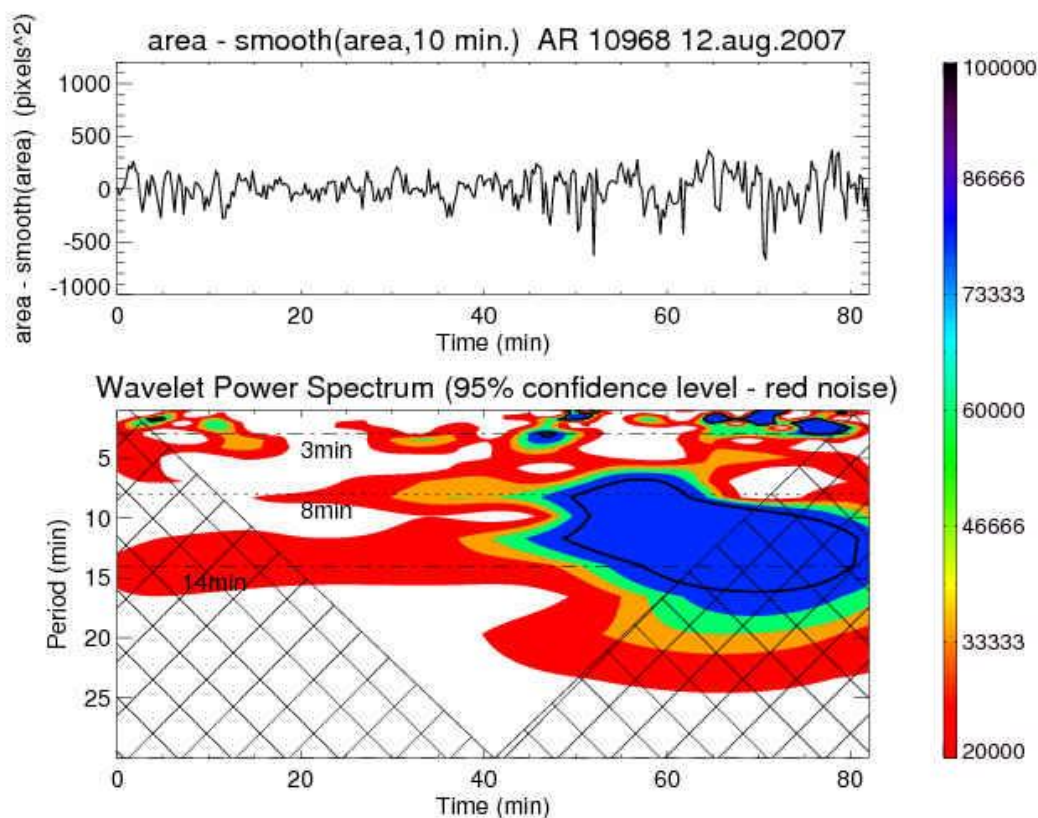 area - smooth(area,10 min.) AR 10968 12.aug.2007
area - smooth(area) (pixels^2)
1000
500
0
-500
-1000
0 20 40 60 80
Time (min)
Wavelet Power Spectrum (95% confidence level - red noise)
Period (min)
5
10
15
20
25
3min
8min
14min
0 20 40 60 80
Time (min)
100000
86666
73333
60000
46666
33333
20000